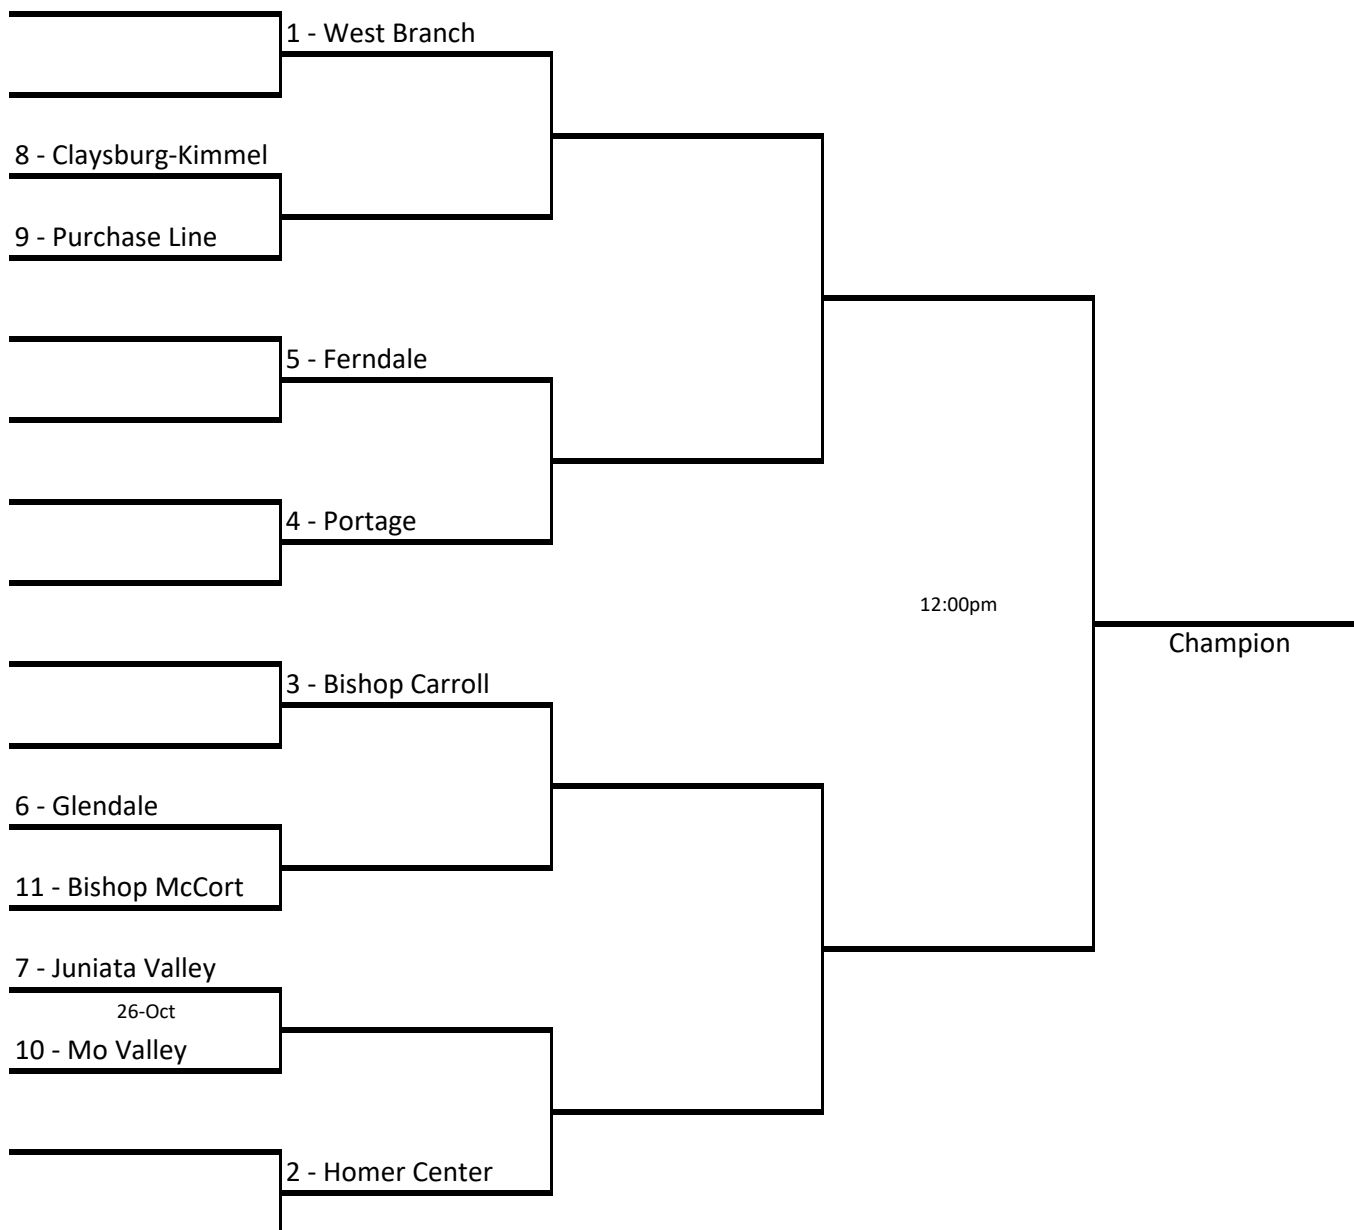 1 - West Branch
8 - Claysburg-Kimmel
9 - Purchase Line
5 - Ferndale
4 - Portage
12:00pm
Champion
3 - Bishop Carroll
6 - Glendale
11 - Bishop McCort
7 - Juniata Valley
26-Oct
10 - Mo Valley
2 - Homer Center